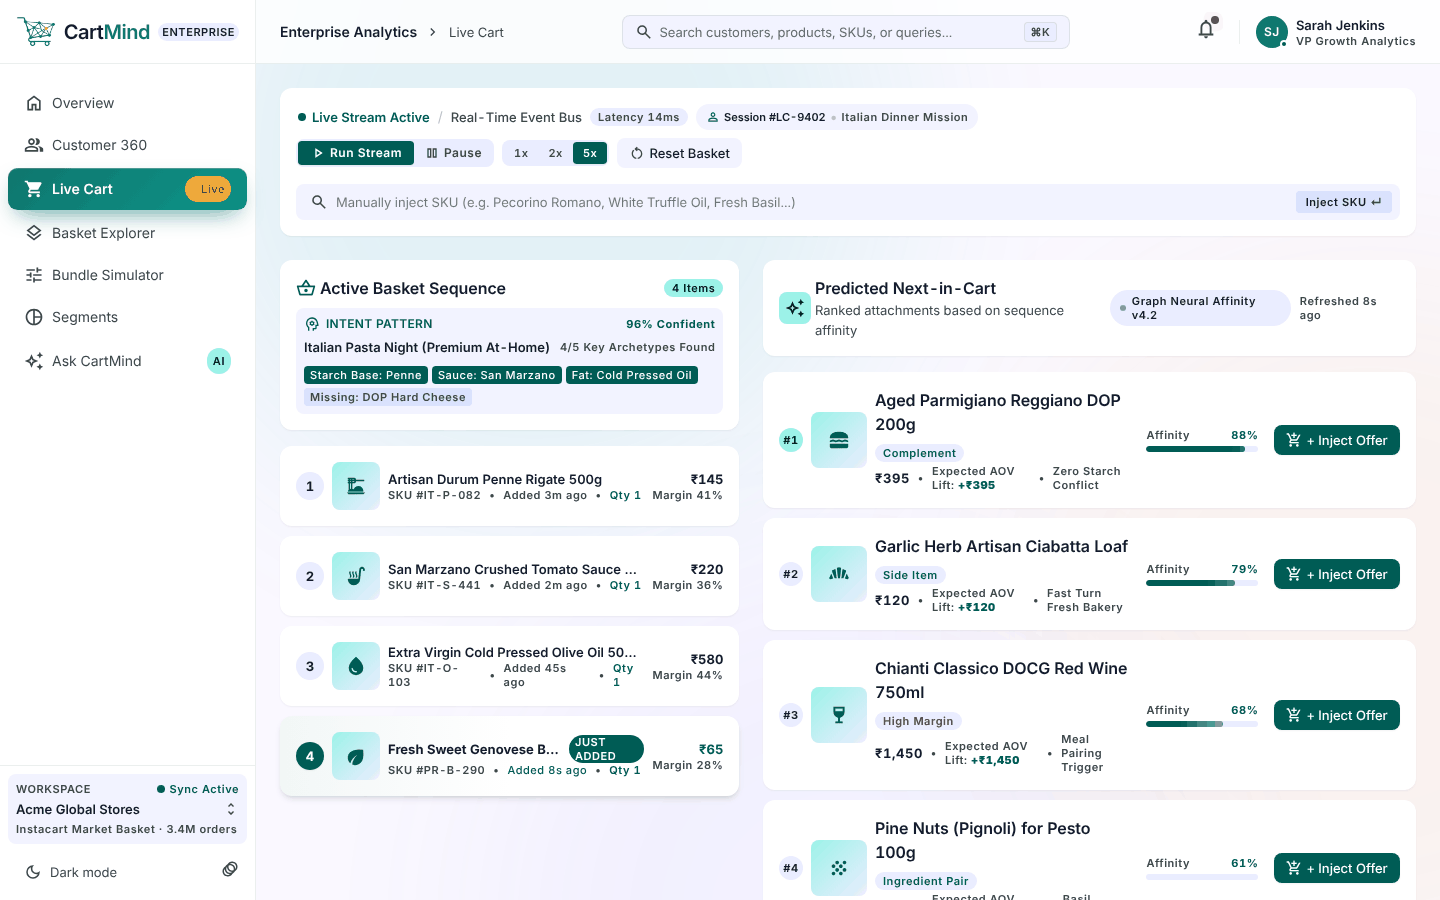 CartMind ENTERPRISE
Enterprise Analytics > Live Cart
Search customers, products, SKUs, or queries...
⌘K
SJ
Sarah Jenkins
VP Growth Analytics
Overview
Customer 360
Live Cart
Live
Basket Explorer
Bundle Simulator
Segments
Ask CartMind
AI
WORKSPACE
Sync Active
Acme Global Stores
Instacart Market Basket · 3.4M orders
Dark mode
Live Stream Active / Real-Time Event Bus
Latency 14ms
Session #LC-9402 • Italian Dinner Mission
Run Stream
Pause
1x
2x
5x
Reset Basket
Manually inject SKU (e.g. Pecorino Romano, White Truffle Oil, Fresh Basil...)
Inject SKU ↵
Active Basket Sequence
4 Items
INTENT PATTERN
96% Confident
Italian Pasta Night (Premium At-Home)
4/5 Key Archetypes Found
Starch Base: Penne
Sauce: San Marzano
Fat: Cold Pressed Oil
Missing: DOP Hard Cheese
1
Artisan Durum Penne Rigate 500g
SKU #IT-P-082 • Added 3m ago • Qty 1
₹145
Margin 41%
2
San Marzano Crushed Tomato Sauce ...
SKU #IT-S-441 • Added 2m ago • Qty 1
₹220
Margin 36%
3
Extra Virgin Cold Pressed Olive Oil 50...
SKU #IT-O-
103
• Added 45s
ago
• Qty
1
₹580
Margin 44%
4
Fresh Sweet Genovese B...
JUST
ADDED
SKU #PR-B-290 • Added 8s ago • Qty 1
₹65
Margin 28%
Predicted Next-in-Cart
Ranked attachments based on sequence
affinity
Graph Neural Affinity
v4.2
Refreshed 8s
ago
#1
Aged Parmigiano Reggiano DOP
200g
Complement
₹395 •
Expected AOV
Lift: +₹395
•
Zero Starch
Conflict
Affinity
88%
+ Inject Offer
#2
Garlic Herb Artisan Ciabatta Loaf
Side Item
₹120 •
Expected AOV
Lift: +₹120
•
Fast Turn
Fresh Bakery
Affinity
79%
+ Inject Offer
#3
Chianti Classico DOCG Red Wine
750ml
High Margin
₹1,450 •
Expected AOV
Lift: +₹1,450
•
Meal
Pairing
Trigger
Affinity
68%
+ Inject Offer
#4
Pine Nuts (Pignoli) for Pesto
100g
Ingredient Pair
Expected AOV
Basil
Affinity
61%
+ Inject Offer